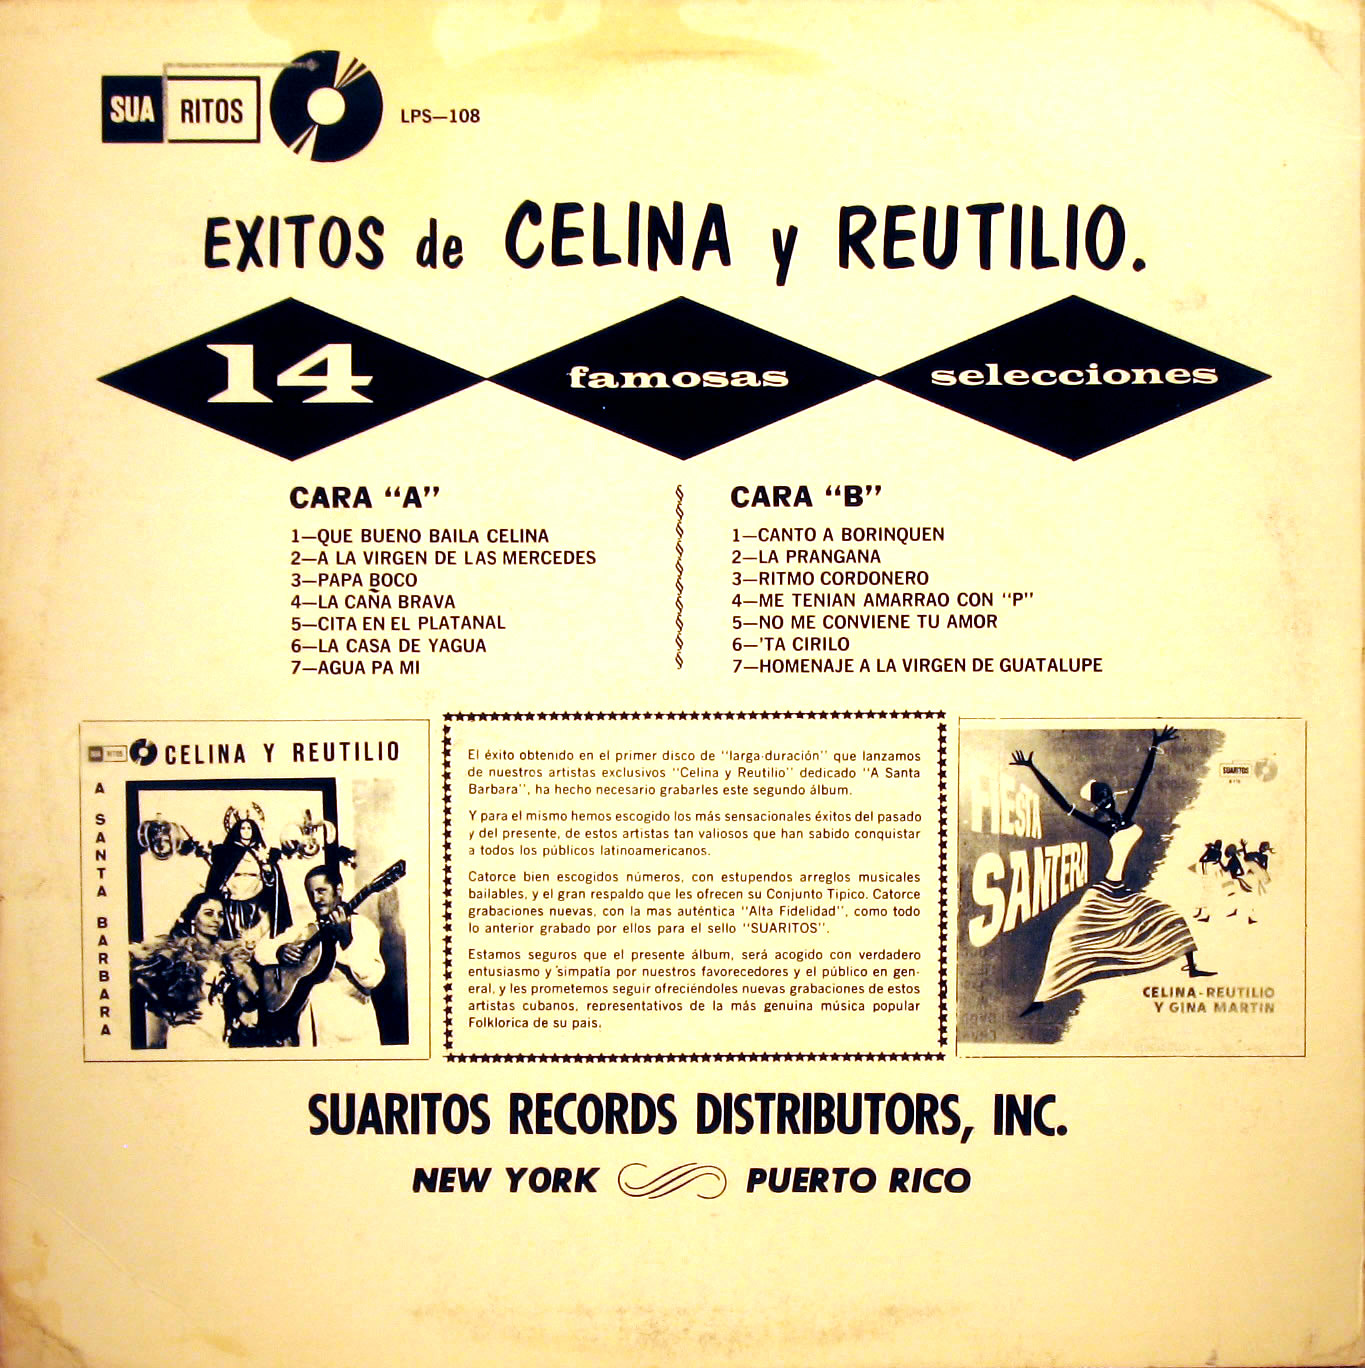 SUA RITOS
LPS—108
EXITOS de CELINA y REUTILIO.
14 famosas selecciones
CARA "A"
1—QUE BUENO BAILA CELINA
2—A LA VIRGEN DE LAS MERCEDES
3—PAPA BOCO
4—LA CAÑA BRAVA
5—CITA EN EL PLATANAL
6—LA CASA DE YAGUA
7—AGUA PA MI
CARA "B"
1—CANTO A BORINQUEN
2—LA PRANGANA
3—RITMO CORDONERO
4—ME TENIAN AMARRAO CON "P"
5—NO ME CONVIENE TU AMOR
6—'TA CIRILO
7—HOMENAJE A LA VIRGEN DE GUATALUPE
SUA RITOS
CELINA Y REUTILIO
A SANTA BARBARA
El éxito obtenido en el primer disco de "larga-duración" que lanzamos
de nuestros artistas exclusivos "Celina y Reutilio" dedicado "A Santa
Barbara", ha hecho necesario grabarles este segundo álbum.
Y para el mismo hemos escogido los más sensacionales éxitos del pasado
y del presente, de estos artistas tan valiosos que han sabido conquistar
a todos los públicos latinoamericanos.
Catorce bien escogidos números, con estupendos arreglos musicales
bailables, y el gran respaldo que les ofrecen su Conjunto Tipico. Catorce
grabaciones nuevas, con la mas auténtica "Alta Fidelidad", como todo
lo anterior grabado por ellos para el sello "SUARITOS".
Estamos seguros que el presente álbum, será acogido con verdadero
entusiasmo y simpatía por nuestros favorecedores y el público en gen-
eral, y les prometemos seguir ofreciéndoles nuevas grabaciones de estos
artistas cubanos, representativos de la más genuina música popular
Folklorica de su pais.
SUARITOS
FIESTA
SANTERA
CELINA-REUTILIO
Y GINA MARTIN
SUARITOS RECORDS DISTRIBUTORS, INC.
NEW YORK PUERTO RICO